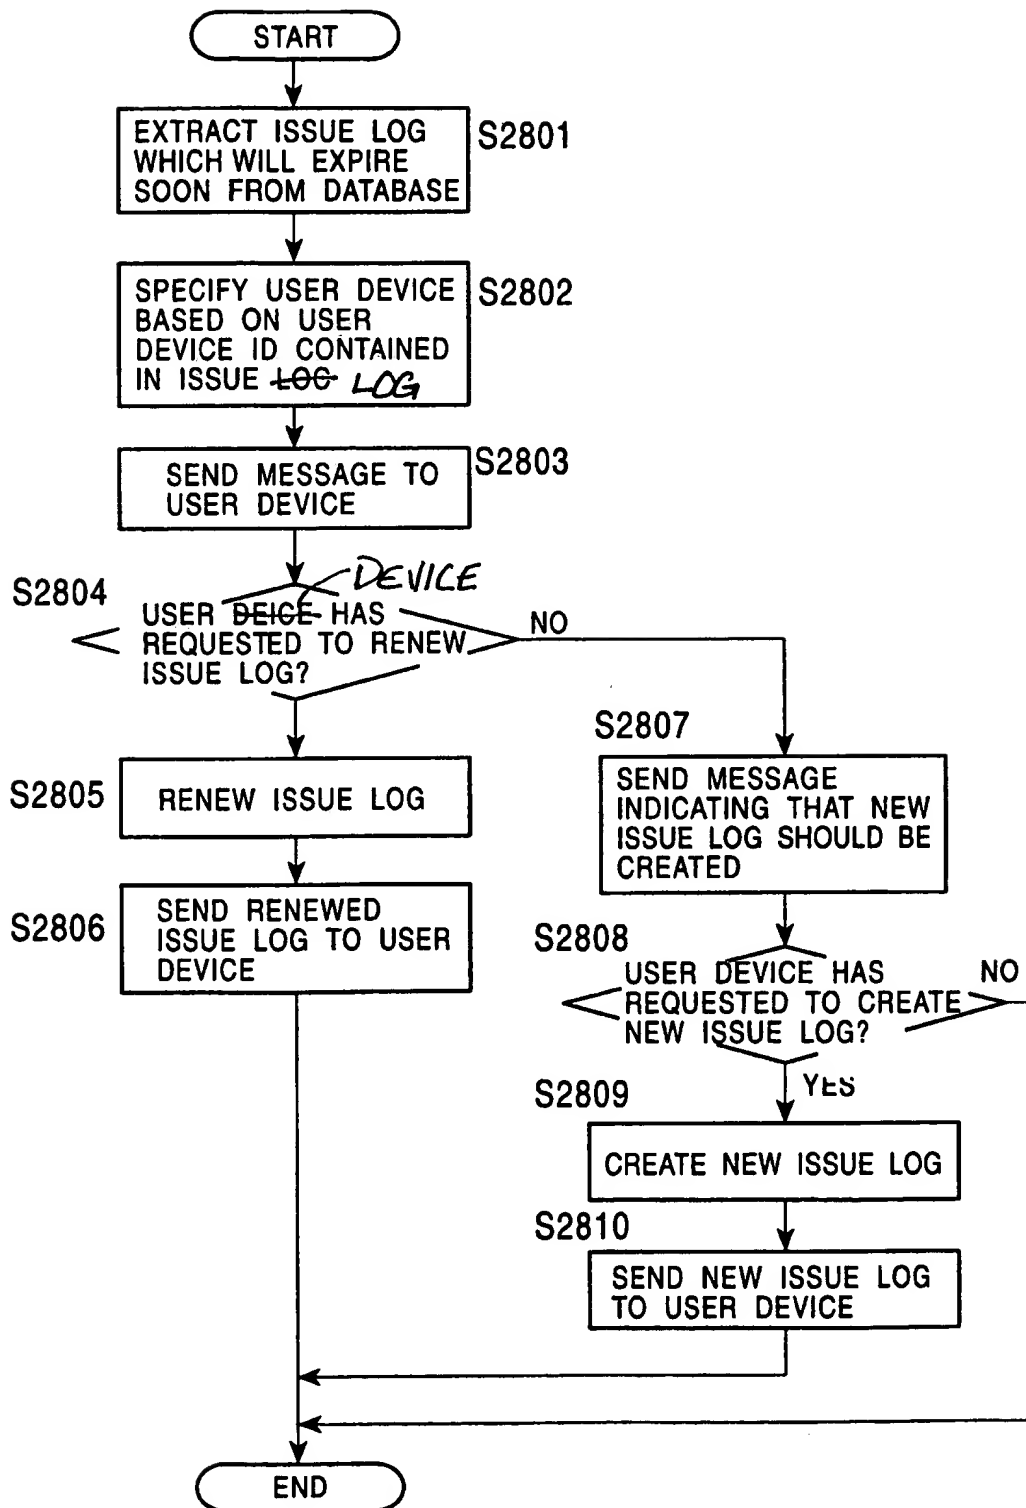 START
EXTRACT ISSUE LOG
WHICH WILL EXPIRE
SOON FROM DATABASE
S2801
SPECIFY USER DEVICE
BASED ON USER
DEVICE ID CONTAINED
IN ISSUE LOG LOG
S2802
SEND MESSAGE TO
USER DEVICE
S2803
S2804
DEVICE
USER DEICE HAS
REQUESTED TO RENEW
ISSUE LOG?
NO
S2805
RENEW ISSUE LOG
S2806
SEND RENEWED
ISSUE LOG TO USER
DEVICE
S2807
SEND MESSAGE
INDICATING THAT NEW
ISSUE LOG SHOULD BE
CREATED
S2808
USER DEVICE HAS
REQUESTED TO CREATE
NEW ISSUE LOG?
NO
YES
S2809
CREATE NEW ISSUE LOG
S2810
SEND NEW ISSUE LOG
TO USER DEVICE
END